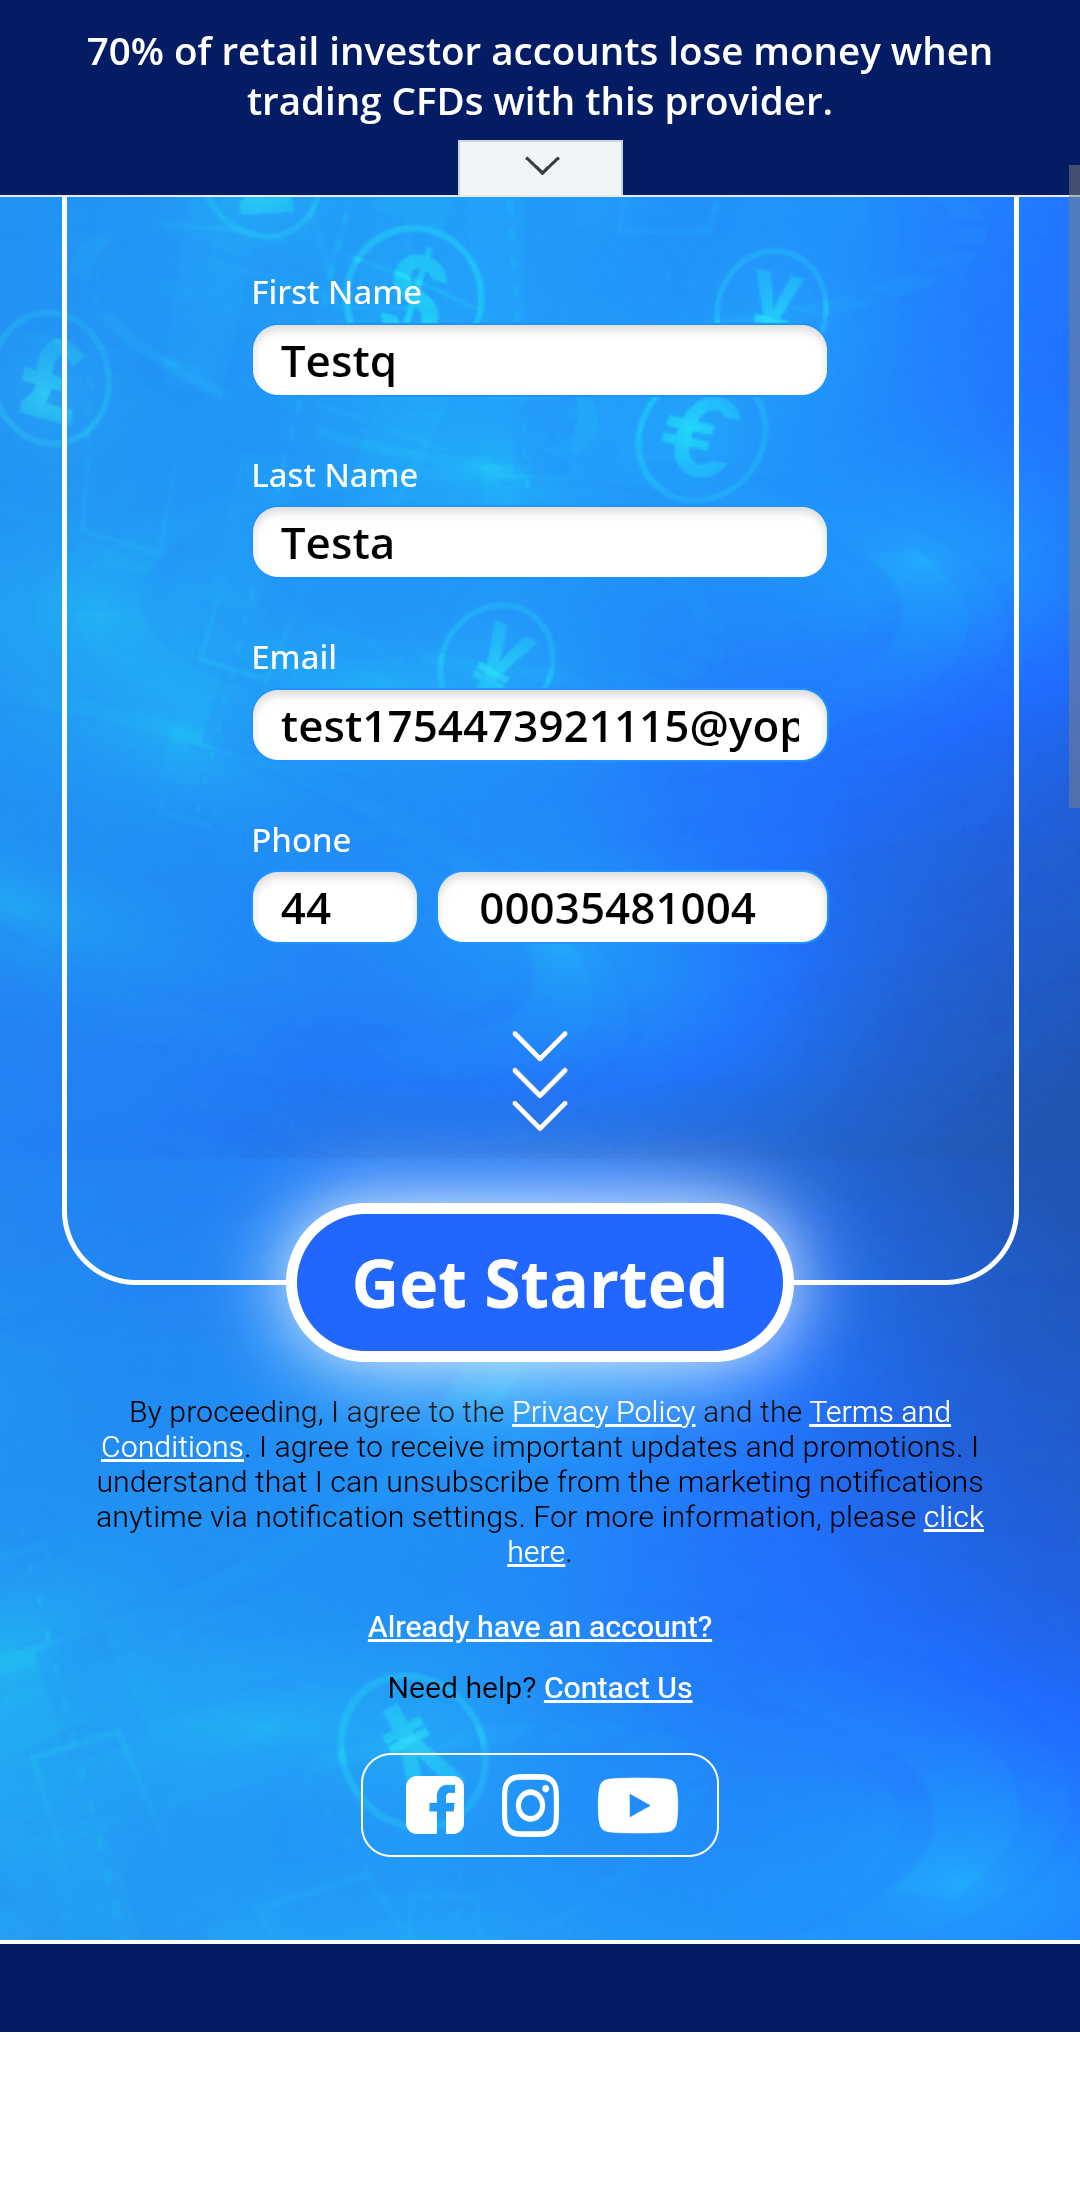 70% of retail investor accounts lose money when
trading CFDs with this provider.
First Name
Testq
Last Name
Testa
Email
test1754473921115@yop
Phone
44 00035481004
Get Started
By proceeding, I agree to the Privacy Policy and the Terms and
Conditions. I agree to receive important updates and promotions. I
understand that I can unsubscribe from the marketing notifications
anytime via notification settings. For more information, please click
here.
Already have an account?
Need help? Contact Us